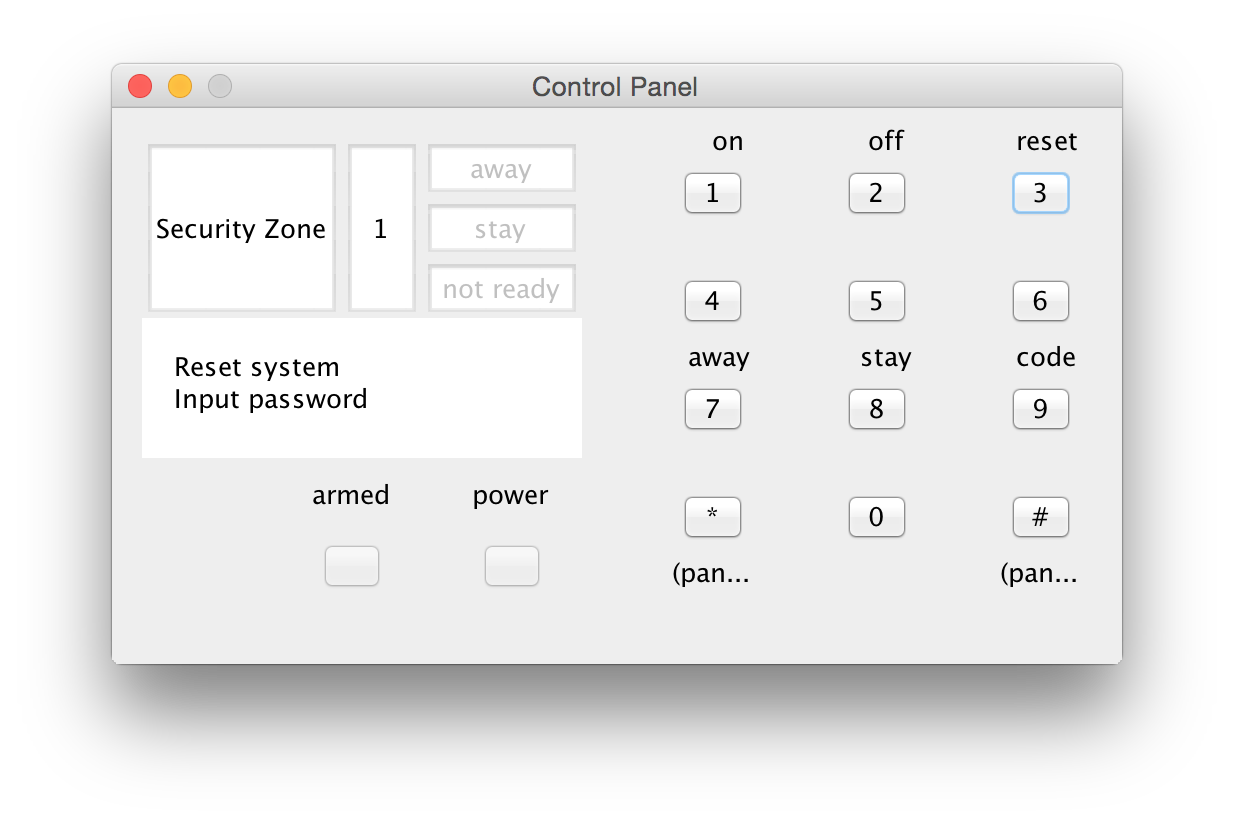 Control Panel
Security Zone
1
away
stay
not ready
Reset system
Input password
armed
power
on
off
reset
1
2
3
4
5
6
away
stay
code
7
8
9
*
0
#
(pan...
(pan...